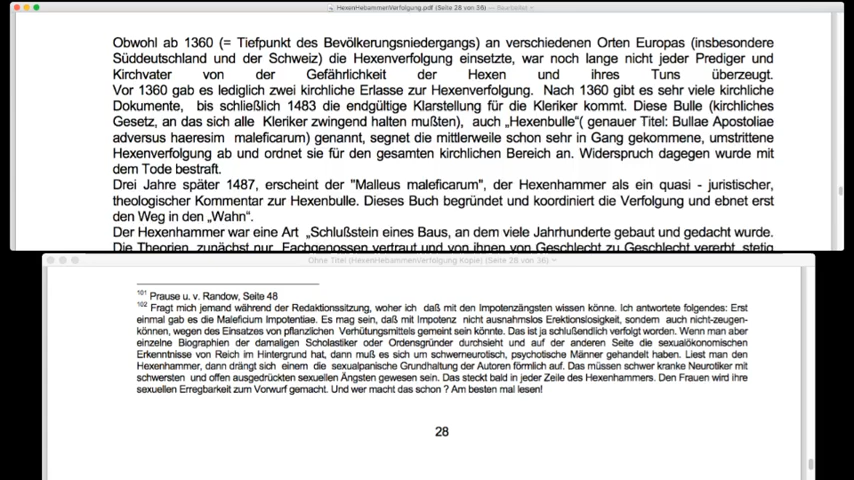 HexenHebammenVerfolgung.pdf (Seite 28 von 36) — Bearbeitet
Obwohl ab 1360 (= Tiefpunkt des Bevölkerungsniedergangs) an verschiedenen Orten Europas (insbesondere
Süddeutschland und der Schweiz) die Hexenverfolgung einsetzte, war noch lange nicht jeder Prediger und
Kirchvater von der Gefährlichkeit der Hexen und ihres Tuns überzeugt.
Vor 1360 gab es lediglich zwei kirchliche Erlasse zur Hexenverfolgung. Nach 1360 gibt es sehr viele kirchliche
Dokumente, bis schließlich 1483 die endgültige Klarstellung für die Kleriker kommt. Diese Bulle (kirchliches
Gesetz, an das sich alle Kleriker zwingend halten mußten), auch „Hexenbulle"( genauer Titel: Bullae Apostoliae
adversus haeresim maleficarum) genannt, segnet die mittlerweile schon sehr in Gang gekommene, umstrittene
Hexenverfolgung ab und ordnet sie für den gesamten kirchlichen Bereich an. Widerspruch dagegen wurde mit
dem Tode bestraft.
Drei Jahre später 1487, erscheint der "Malleus maleficarum", der Hexenhammer als ein quasi - juristischer,
theologischer Kommentar zur Hexenbulle. Dieses Buch begründet und koordiniert die Verfolgung und ebnet erst
den Weg in den „Wahn".
Der Hexenhammer war eine Art „Schlußstein eines Baus, an dem viele Jahrhunderte gebaut und gedacht wurde.
Die Theorien, zunächst nur Fachgenossen vertraut und von ihnen von Geschlecht zu Geschlecht vererbt, stetig
Ohne Titel (HexenHebammenVerfolgung Kopie) (Seite 28 von 36)
101 Prause u. v. Randow, Seite 48
102 Fragt mich jemand während der Redaktionssitzung, woher ich daß mit den Impotenzängsten wissen könne. Ich antwortete folgendes: Erst
einmal gab es die Maleficium Impotentiae. Es mag sein, daß mit Impotenz nicht ausnahmslos Erektionslosigkeit, sondern auch nicht-zeugen-
können, wegen des Einsatzes von pflanzlichen Verhütungsmittels gemeint sein könnte. Das ist ja schlußendlich verfolgt worden. Wenn man aber
einzelne Biographien der damaligen Scholastiker oder Ordensgründer durchsieht und auf der anderen Seite die sexualökonomischen
Erkenntnisse von Reich im Hintergrund hat, dann muß es sich um schwerneurotisch, psychotische Männer gehandelt haben. Liest man den
Hexenhammer, dann drängt sich einem die sexualpanische Grundhaltung der Autoren förmlich auf. Das müssen schwer kranke Neurotiker mit
schwersten und offen ausgedrückten sexuellen Ängsten gewesen sein. Das steckt bald in jeder Zeile des Hexenhammers. Den Frauen wird ihre
sexuellen Erregbarkeit zum Vorwurf gemacht. Und wer macht das schon ? Am besten mal lesen!
28